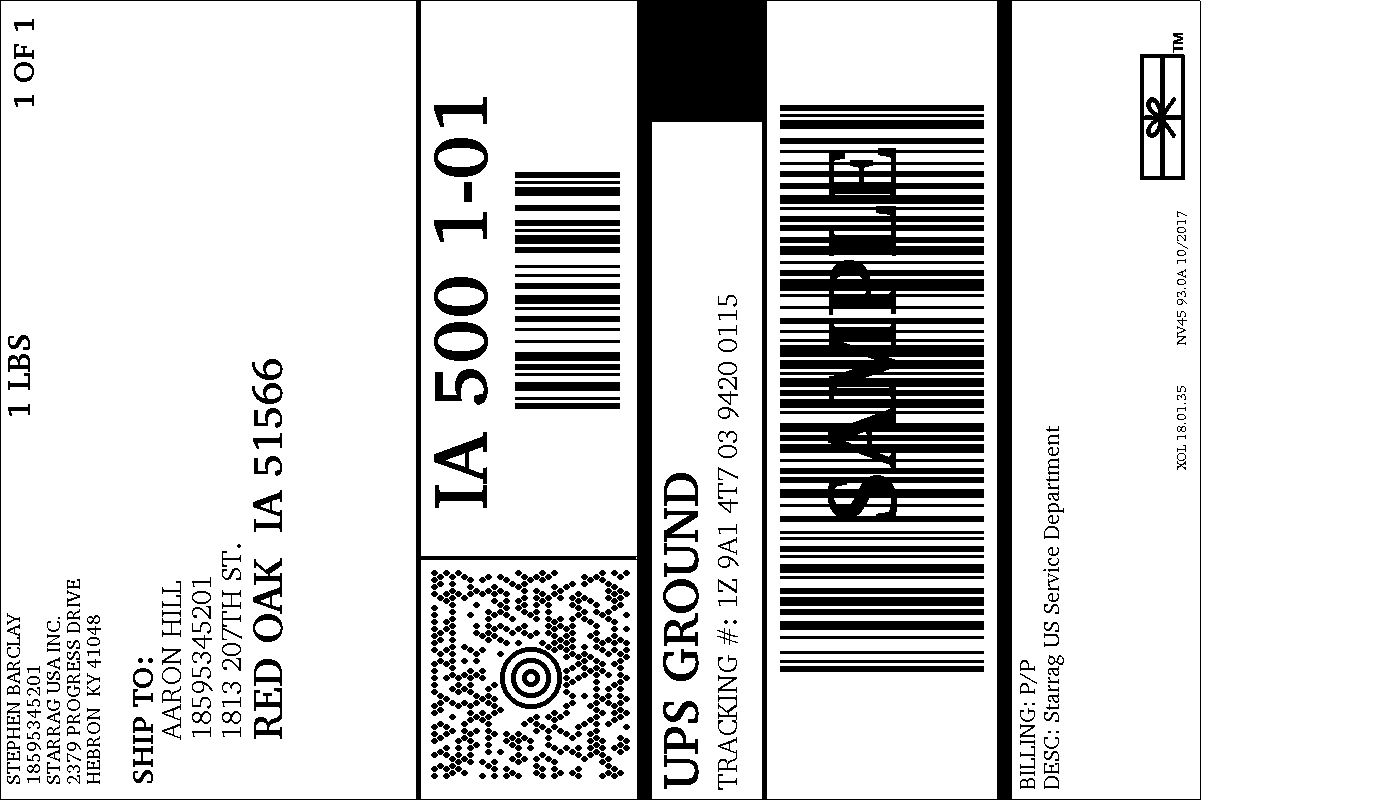 STEPHEN BARCLAY
18595345201
STARRAG USA INC.
2379 PROGRESS DRIVE
HEBRON KY 41048
1 LBS
1 OF 1
SHIP TO:
AARON HILL
18595345201
1813 207TH ST.
RED OAK IA 51566
IA 500 1-01
UPS GROUND
TRACKING #: 1Z 9A1 4T7 03 9420 0115
SAMPLE
BILLING: P/P
DESC: Starrag US Service Department
XOL 18.01.35 NV45 93.0A 10/2017
TM